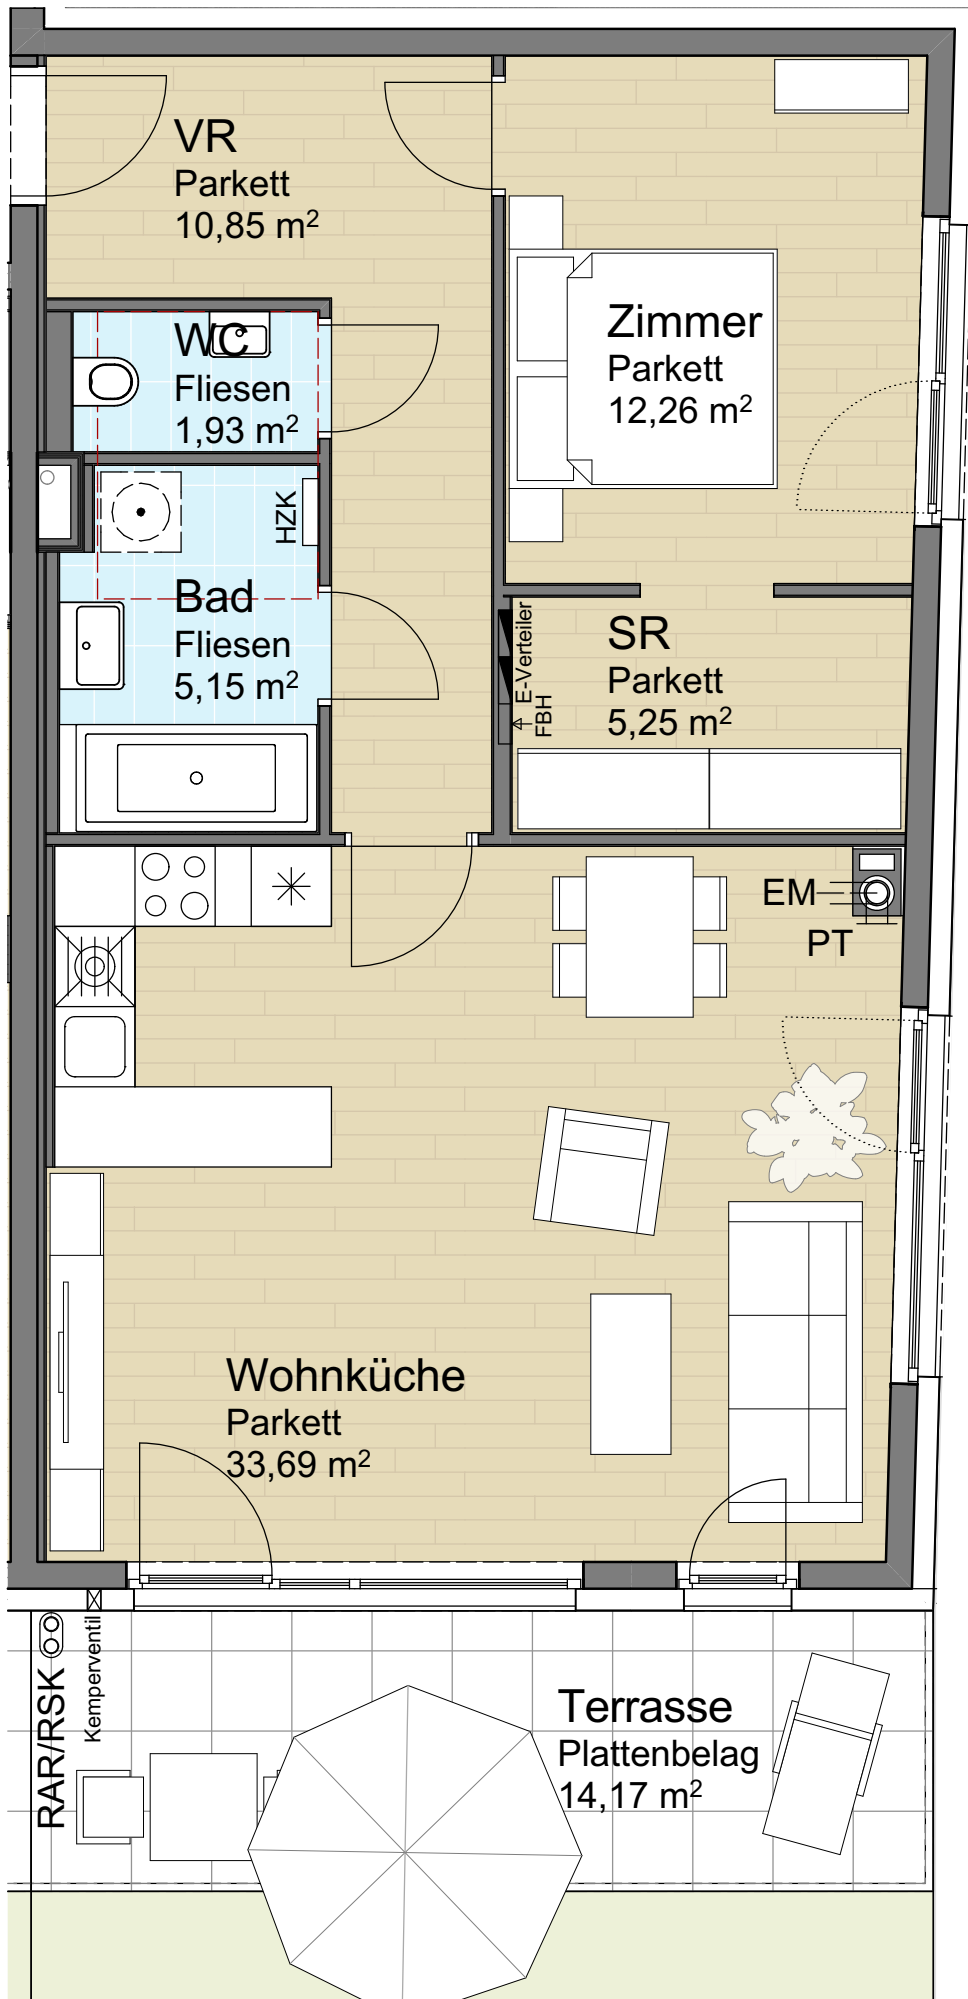 VR
Parkett
10,85 m²
WC
Fliesen
1,93 m²
Zimmer
Parkett
12,26 m²
HZK
Bad
Fliesen
5,15 m²
E-Verteiler
FBH
SR
Parkett
5,25 m²
EM
PT
Wohnküche
Parkett
33,69 m²
RAR/RSK
Kemperventil
Terrasse
Plattenbelag
14,17 m²